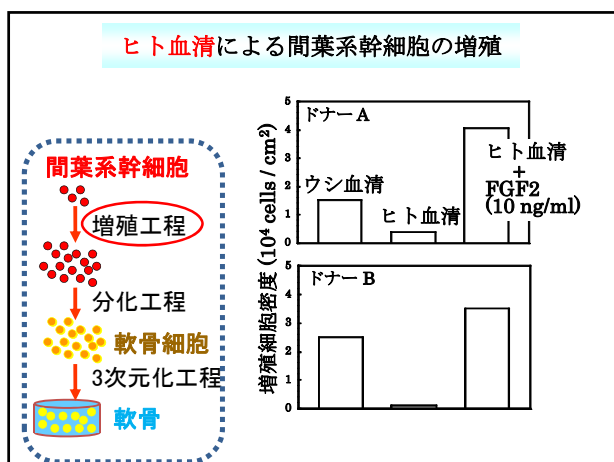 ヒト血清による間葉系幹細胞の増殖
間葉系幹細胞
増殖工程
分化工程
軟骨細胞
3次元化工程
軟骨
増殖細胞密度 (10⁴ cells / cm²)
5
4
3
2
1
0
ドナーA
ウシ血清
ヒト血清
ヒト血清
+
FGF2
(10 ng/ml)
5
4
3
2
1
0
ドナー B